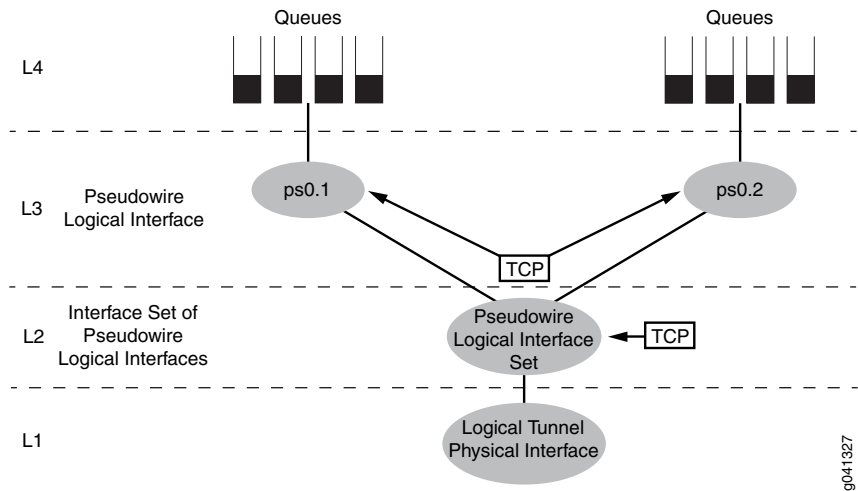 Queues
Queues
L4
ps0.1
ps0.2
L3
Pseudowire
Logical Interface
TCP
L2
Interface Set of
Pseudowire
Logical Interfaces
Pseudowire
Logical Interface
Set
TCP
L1
Logical Tunnel
Physical Interface
g041327